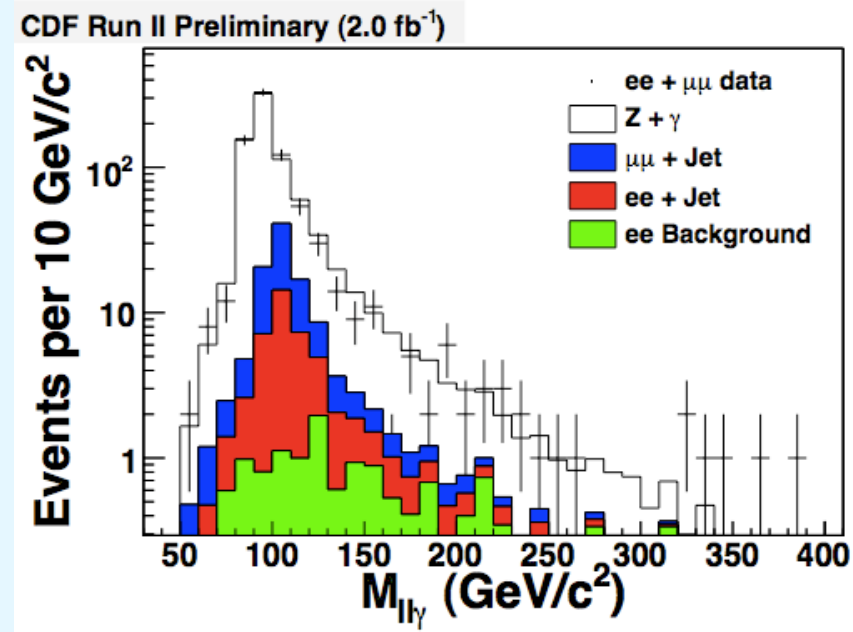 CDF Run II Preliminary (2.0 fb⁻¹)
Events per 10 GeV/c²
10²
10
1
ee + μμ data
Z + γ
μμ + Jet
ee + Jet
ee Background
50 100 150 200 250 300 350 400
M_llγ (GeV/c²)